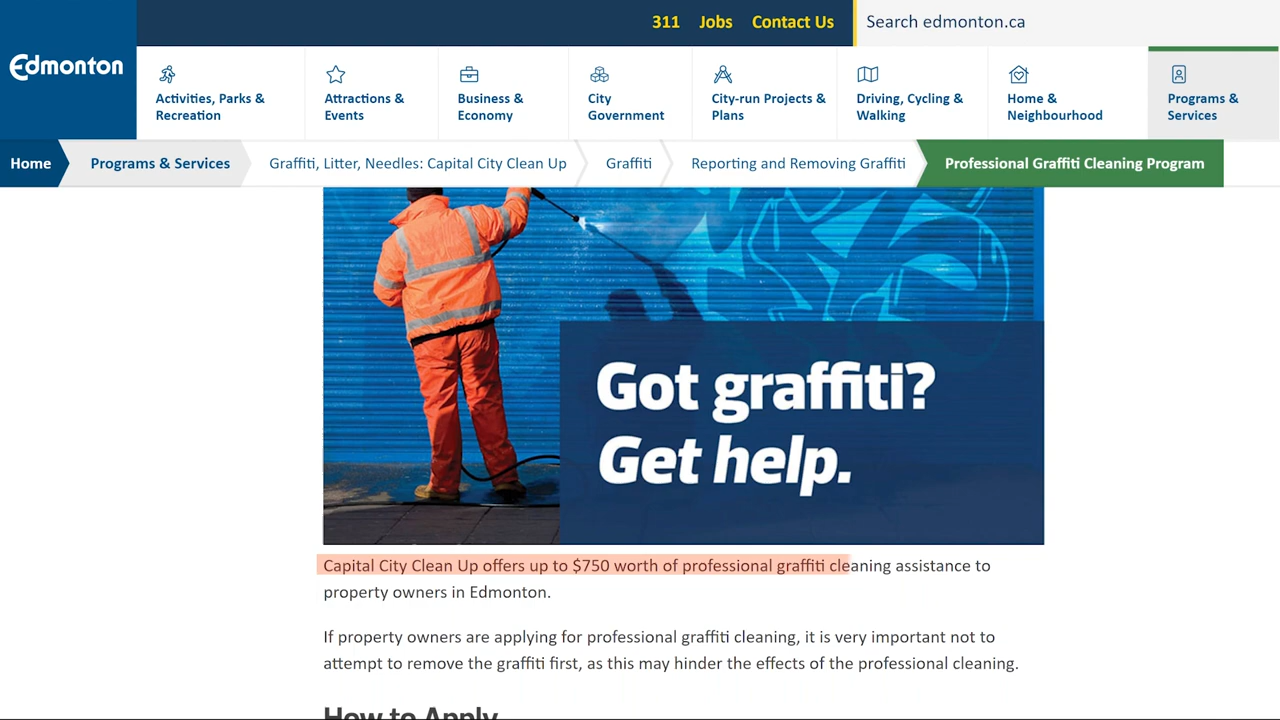 311 Jobs Contact Us Search edmonton.ca
Edmonton
Activities, Parks &
Recreation
Attractions &
Events
Business &
Economy
City
Government
City-run Projects &
Plans
Driving, Cycling &
Walking
Home &
Neighbourhood
Programs &
Services
Home Programs & Services Graffiti, Litter, Needles: Capital City Clean Up Graffiti Reporting and Removing Graffiti Professional Graffiti Cleaning Program
Got graffiti?
Get help.
Capital City Clean Up offers up to $750 worth of professional graffiti cleaning assistance to
property owners in Edmonton.
If property owners are applying for professional graffiti cleaning, it is very important not to
attempt to remove the graffiti first, as this may hinder the effects of the professional cleaning.
How to Apply